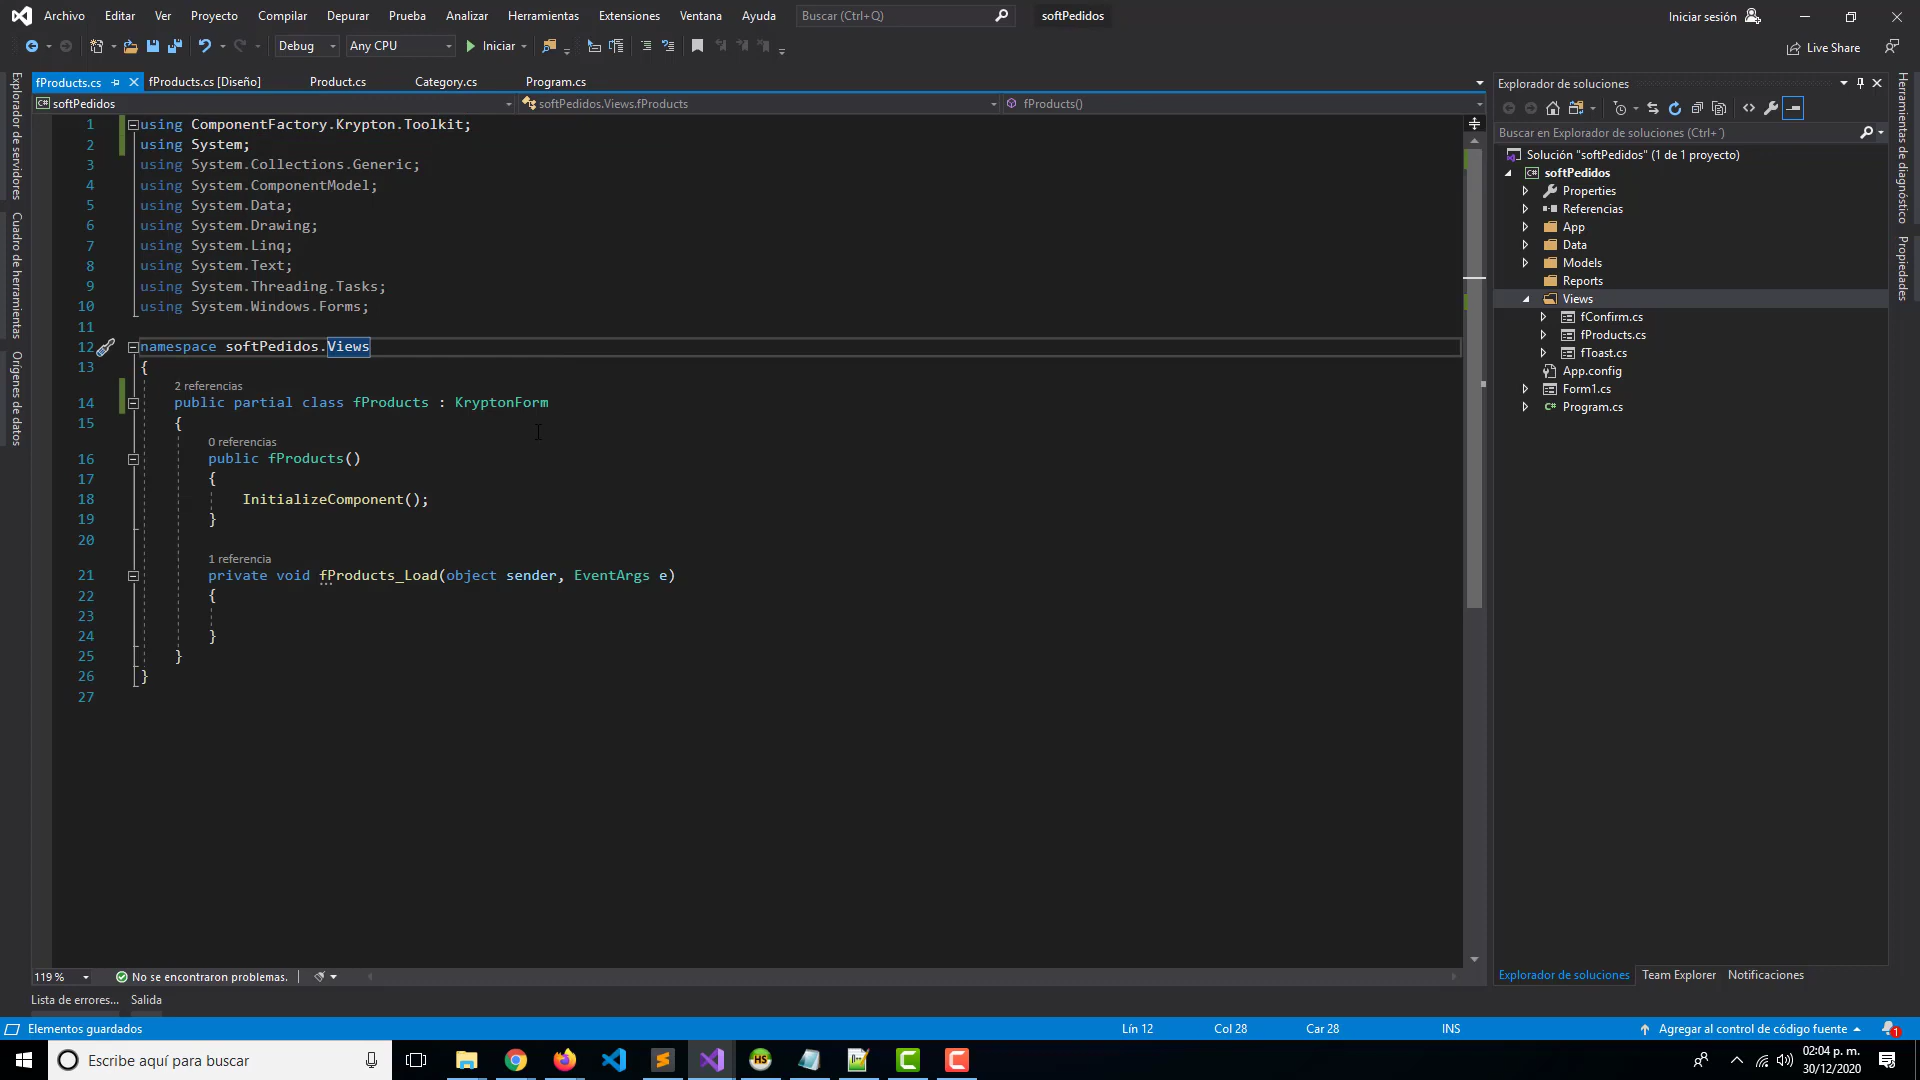 Archivo Editar Ver Proyecto Compilar Depurar Prueba Analizar Herramientas Extensiones Ventana Ayuda Buscar (Ctrl+Q) softPedidos Iniciar sesión
Debug Any CPU Iniciar Live Share
fProducts.cs fProducts.cs [Diseño] Product.cs Category.cs Program.cs
softPedidos softPedidos.Views.fProducts fProducts()
Explorador de servidores
Cuadro de herramientas
Orígenes de datos
1 using ComponentFactory.Krypton.Toolkit;
2 using System;
3 using System.Collections.Generic;
4 using System.ComponentModel;
5 using System.Data;
6 using System.Drawing;
7 using System.Linq;
8 using System.Text;
9 using System.Threading.Tasks;
10 using System.Windows.Forms;
11
12 namespace softPedidos.Views
13 {
2 referencias
14 public partial class fProducts : KryptonForm
15 {
0 referencias
16 public fProducts()
17 {
18 InitializeComponent();
19 }
20
1 referencia
21 private void fProducts_Load(object sender, EventArgs e)
22 {
23
24 }
25 }
26 }
27
119 % No se encontraron problemas.
Lista de errores... Salida
Explorador de soluciones
Buscar en Explorador de soluciones (Ctrl+´)
Solución "softPedidos" (1 de 1 proyecto)
softPedidos
Properties
Referencias
App
Data
Models
Reports
Views
fConfirm.cs
fProducts.cs
fToast.cs
App.config
Form1.cs
C# Program.cs
Explorador de soluciones Team Explorer Notificaciones
Herramientas de diagnóstico
Propiedades
Elementos guardados Lín 12 Col 28 Car 28 INS Agregar al control de código fuente 1
Escribe aquí para buscar HS 02:04 p. m.
30/12/2020